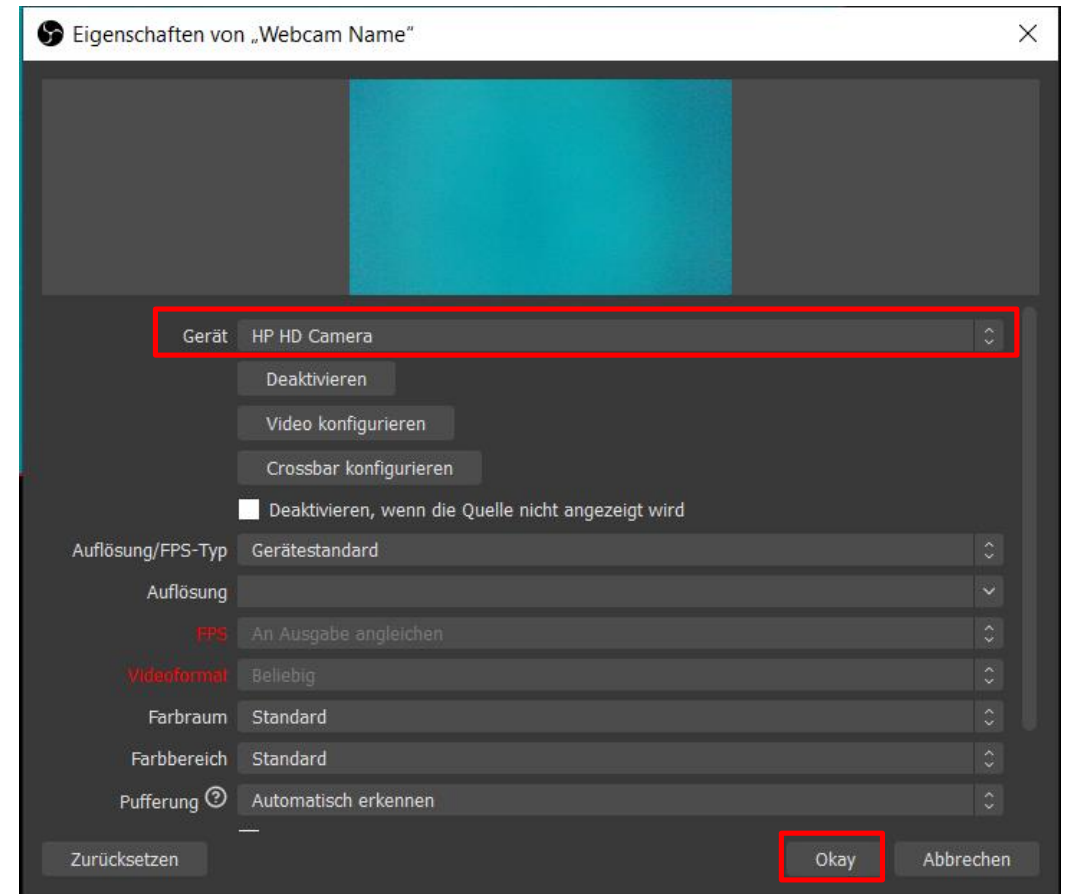 Eigenschaften von „Webcam Name“
Gerät HP HD Camera
Deaktivieren
Video konfigurieren
Crossbar konfigurieren
Deaktivieren, wenn die Quelle nicht angezeigt wird
Auflösung/FPS-Typ Gerätestandard
Auflösung
FPS An Ausgabe angleichen
Videoformat Beliebig
Farbraum Standard
Farbbereich Standard
Pufferung ? Automatisch erkennen
Zurücksetzen Okay Abbrechen